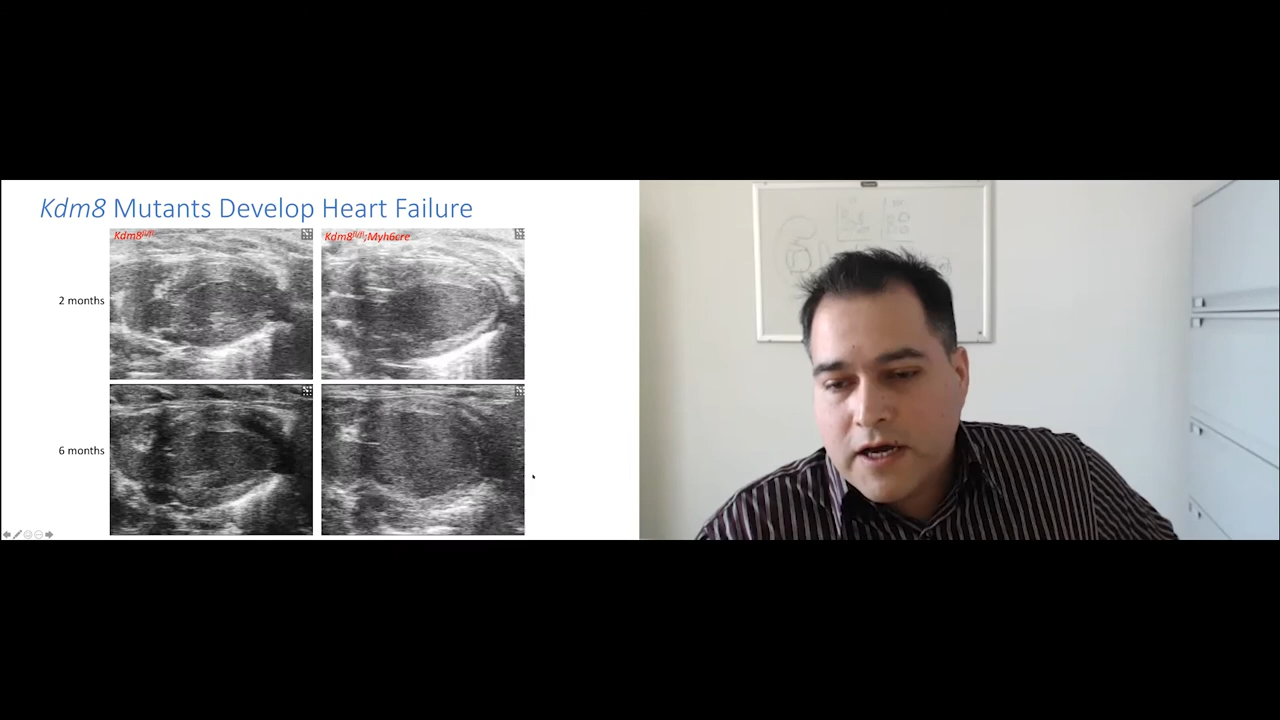 Kdm8 Mutants Develop Heart Failure
Kdm8fl/fl
Kdm8fl/fl;Myh6cre
2 months
6 months